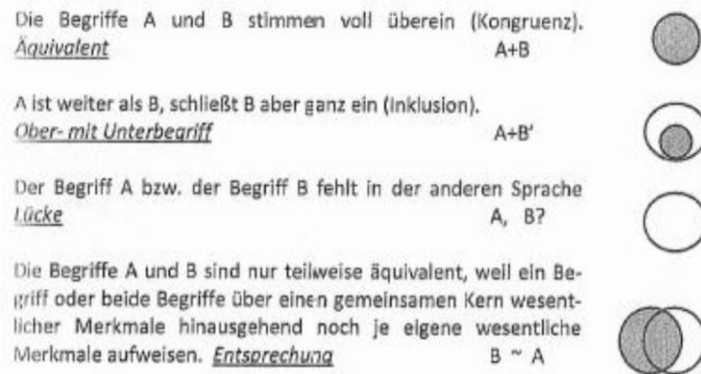 Die Begriffe A und B stimmen voll überein (Kongruenz).
Äquivalent A+B
A ist weiter als B, schließt B aber ganz ein (Inklusion).
Ober- mit Unterbegriff A+B'
Der Begriff A bzw. der Begriff B fehlt in der anderen Sprache
Lücke A, B?
Die Begriffe A und B sind nur teilweise äquivalent, weil ein Be-
griff oder beide Begriffe über einen gemeinsamen Kern wesent-
licher Merkmale hinausgehend noch je eigene wesentliche
Merkmale aufweisen. Entsprechung B ~ A